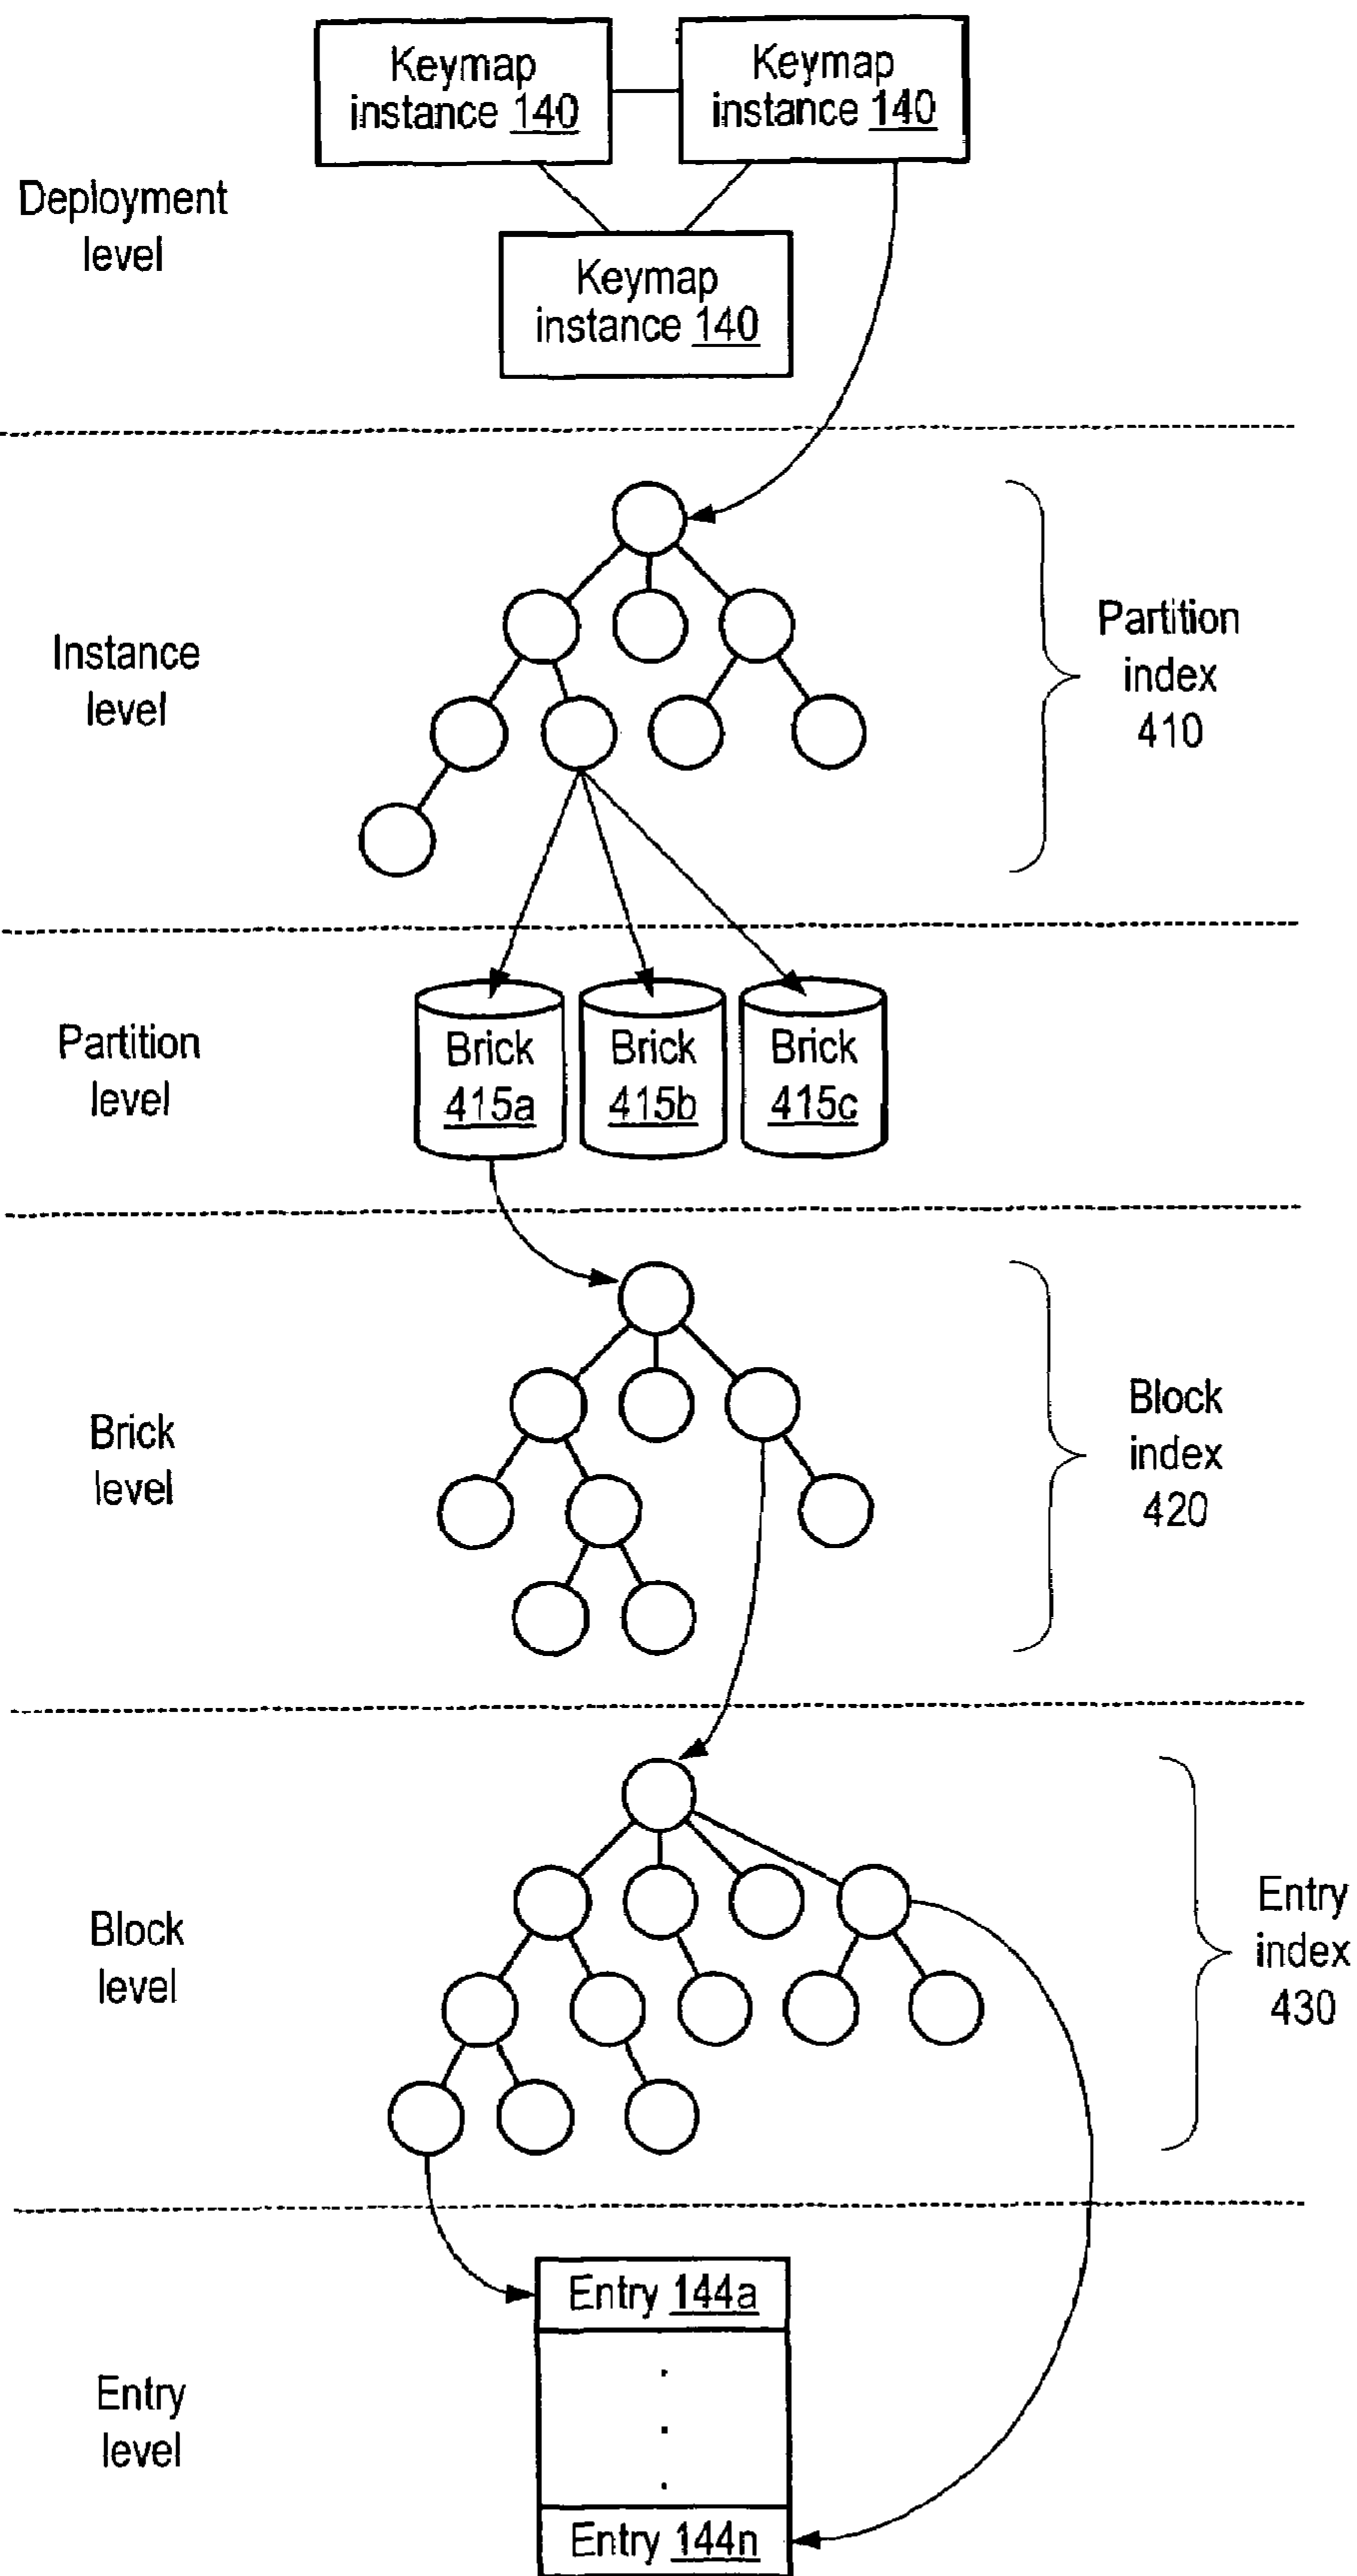 Keymap
instance 140
Keymap
instance 140
Deployment
level
Keymap
instance 140
Instance
level
Partition
index
410
Partition
level
Brick
415a
Brick
415b
Brick
415c
Brick
level
Block
index
420
Block
level
Entry
index
430
Entry level
Entry 144a
.
.
.
Entry 144n